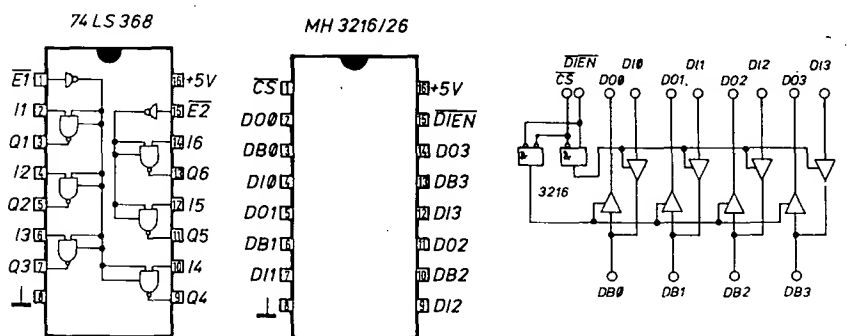 74 LS 368
E1 1 16 +5V
I1 2 15 E2
Q1 3 14 I6
I2 4 13 Q6
Q2 5 12 I5
I3 6 11 Q5
Q3 7 10 I4
⊥ 8 9 Q4
MH 3216/26
CS 1 16 +5V
DO0 2 15 DIEN
DB0 3 14 DO3
DI0 4 13 DB3
DO1 5 12 DI3
DB1 6 11 DO2
DI1 7 10 DB2
⊥ 8 9 DI2
DIEN DI0 DI1 DI2 DI3
CS DO0 DO1 DO2 DO3
& &
3216
DB0 DB1 DB2 DB3